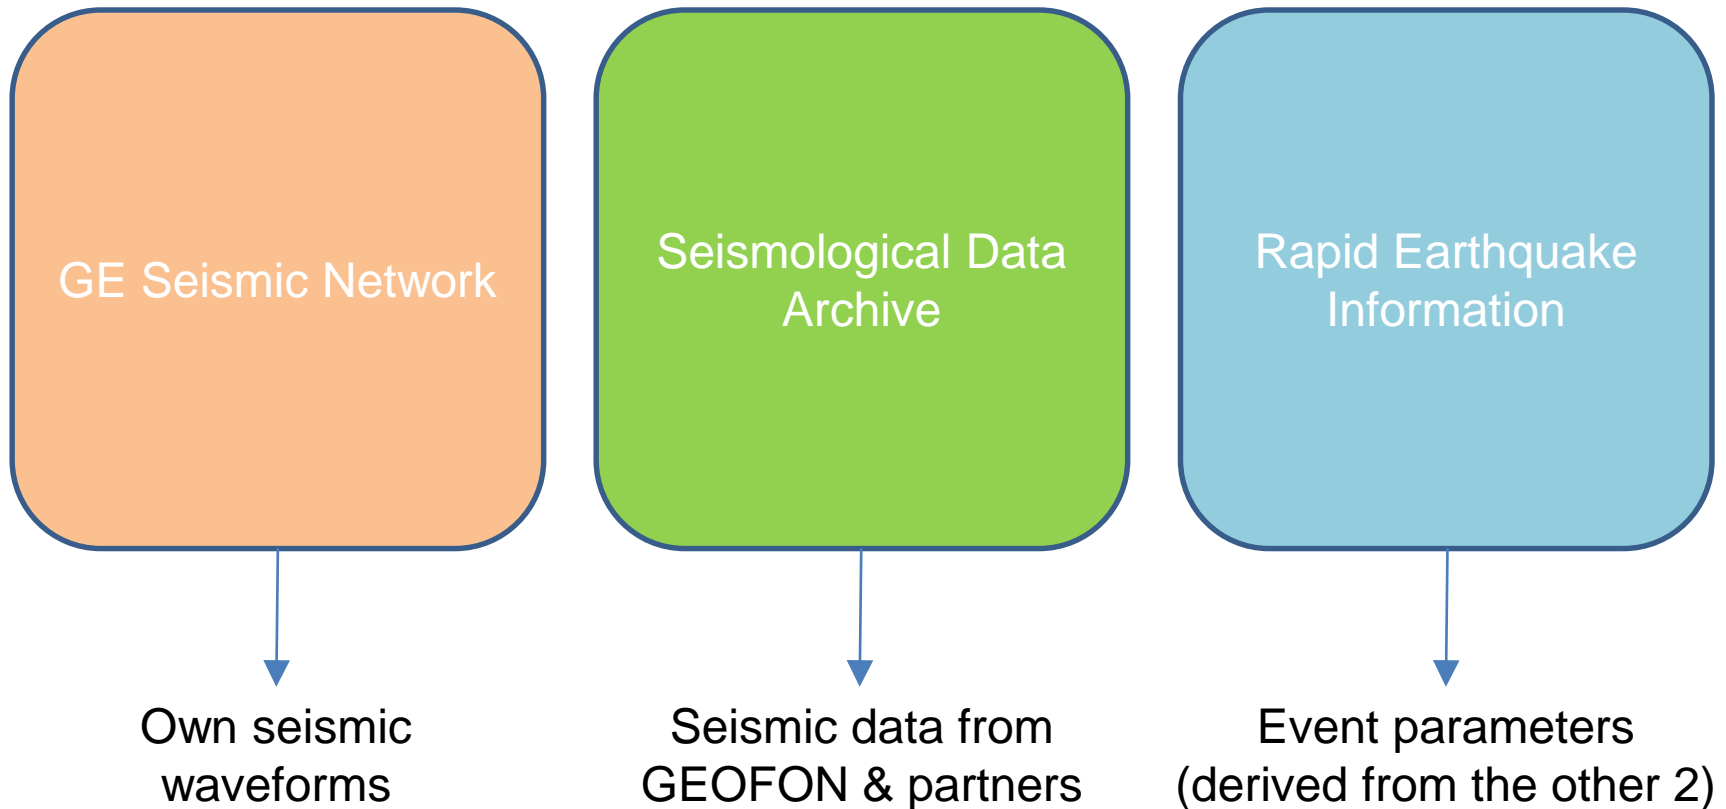 GE Seismic Network
Seismological Data
Archive
Rapid Earthquake
Information
Own seismic
waveforms
Seismic data from
GEOFON & partners
Event parameters
(derived from the other 2)